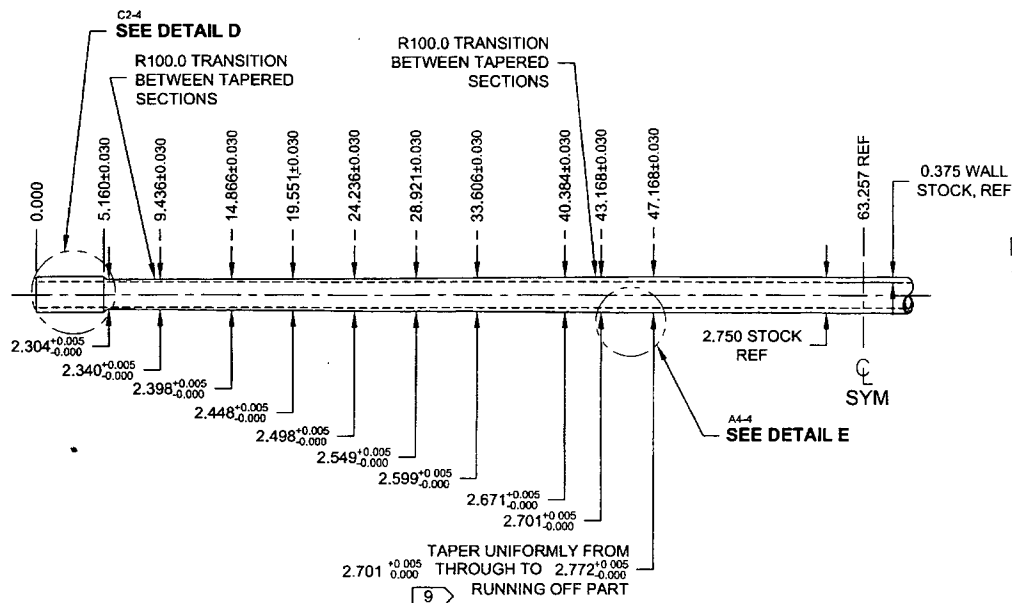 C2-4
SEE DETAIL D
R100.0 TRANSITION
BETWEEN TAPERED
SECTIONS
R100.0 TRANSITION
BETWEEN TAPERED
SECTIONS
0.000
5.160±0.030
9.436±0.030
14.866±0.030
19.551±0.030
24.236±0.030
28.921±0.030
33.606±0.030
40.384±0.030
43.168±0.030
47.168±0.030
63.257 REF
0.375 WALL
STOCK, REF
2.304 +0.005 -0.000
2.340 +0.005 -0.000
2.398 +0.005 -0.000
2.448 +0.005 -0.000
2.498 +0.005 -0.000
2.549 +0.005 -0.000
2.599 +0.005 -0.000
2.671 +0.005 -0.000
2.701 +0.005 -0.000
2.750 STOCK
REF
CL
SYM
A4-4
SEE DETAIL E
TAPER UNIFORMLY FROM
2.701 +0.005 0.000 THROUGH TO 2.772 +0.005 -0.000
9 RUNNING OFF PART